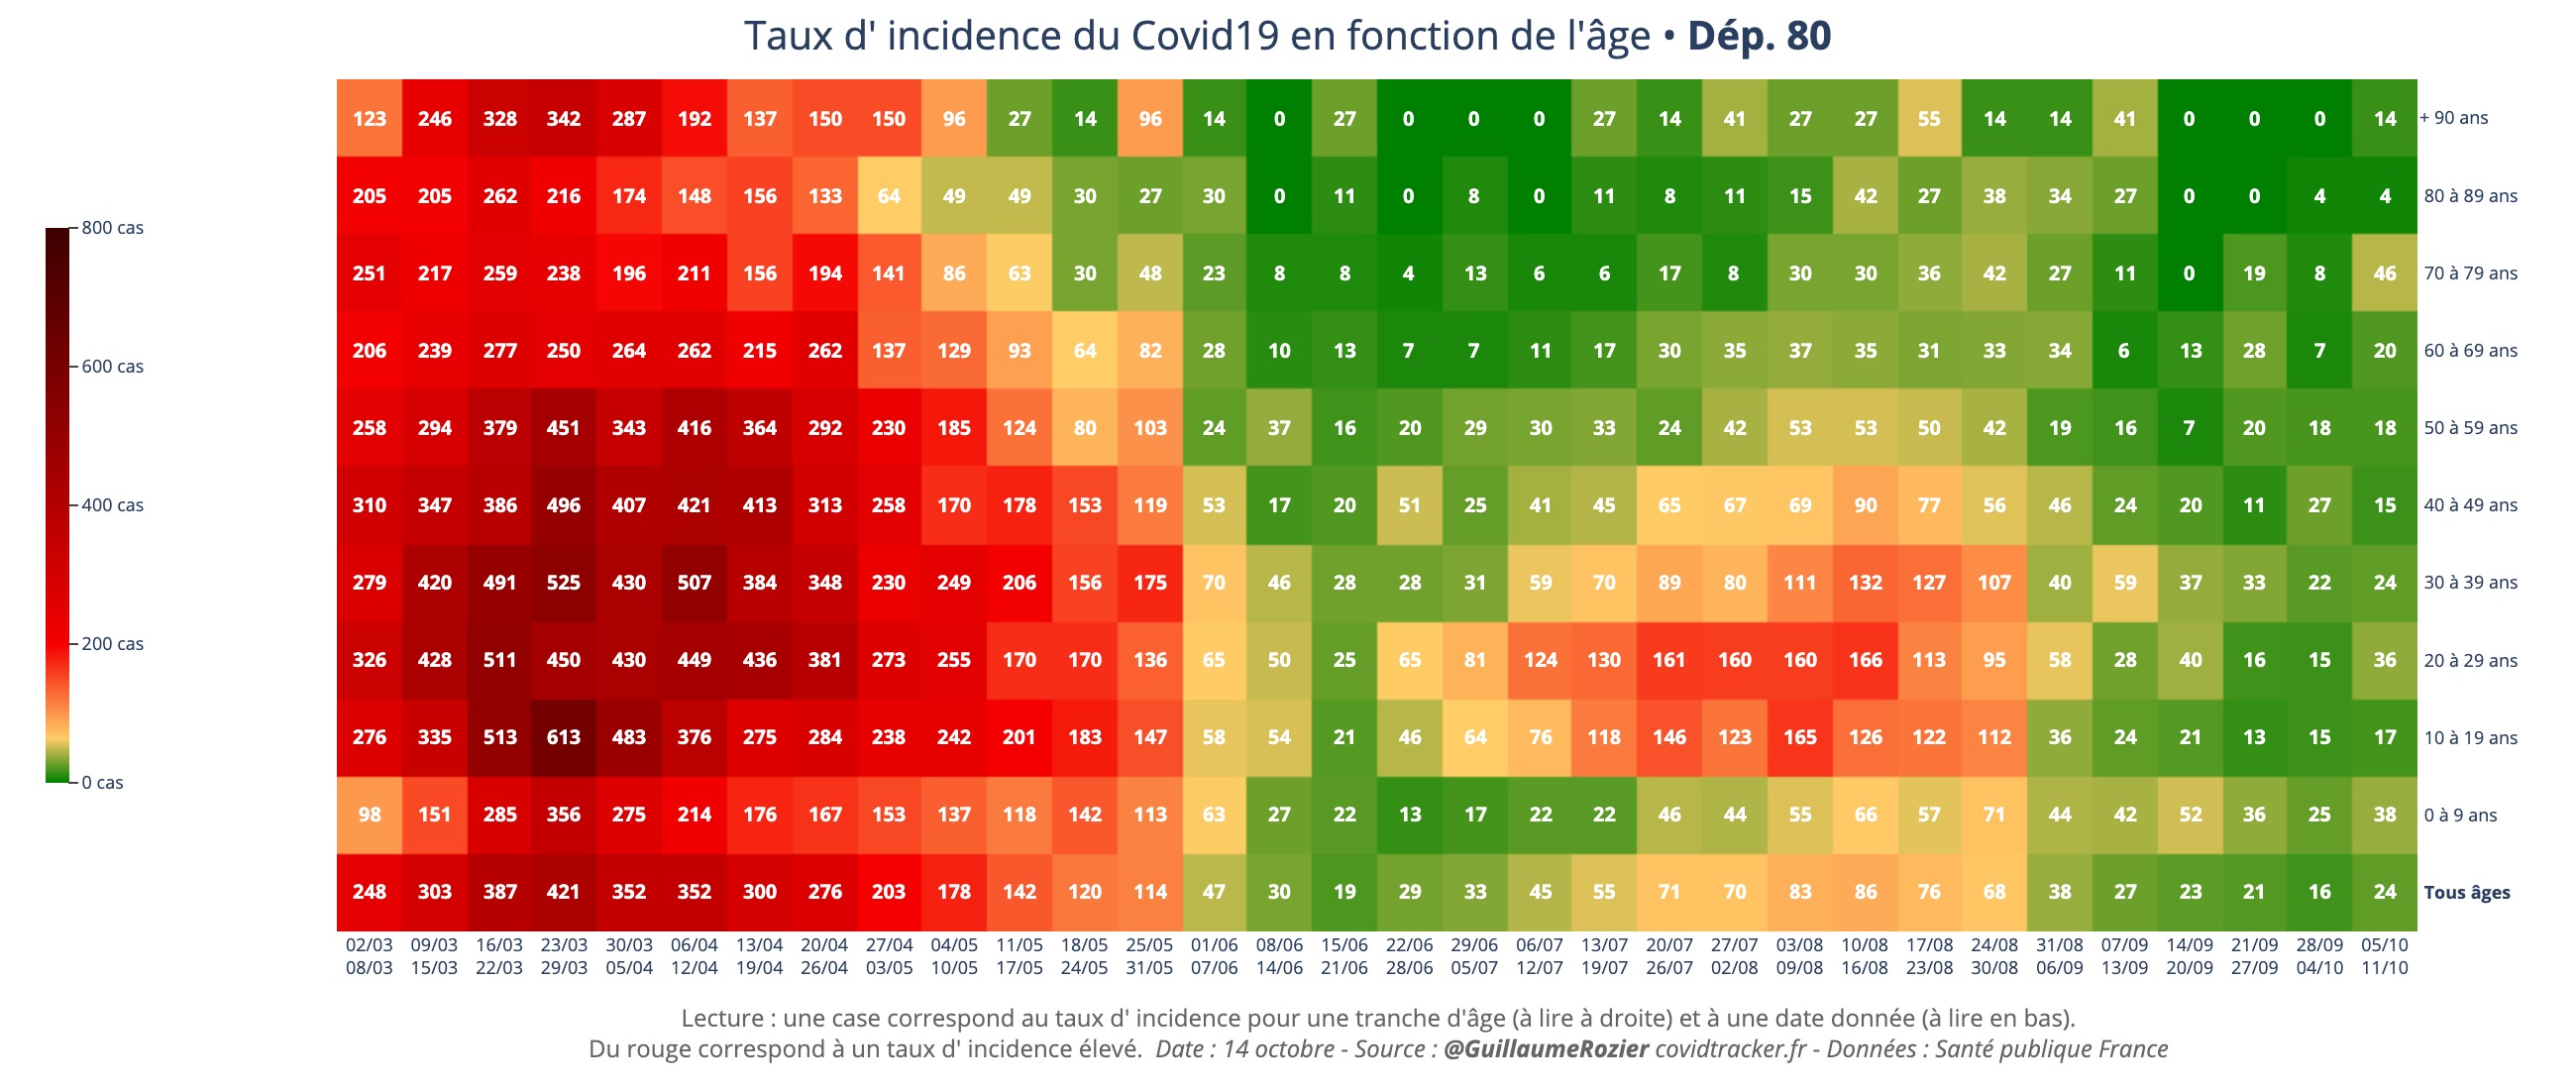 Taux d' incidence du Covid19 en fonction de l'âge • Dép. 80
800 cas
600 cas
400 cas
200 cas
0 cas
123 246 328 342 287 192 137 150 150 96 27 14 96 14 0 27 0 0 0 27 14 41 27 27 55 14 14 41 0 0 0 14 + 90 ans
205 205 262 216 174 148 156 133 64 49 49 30 27 30 0 11 0 8 0 11 8 11 15 42 27 38 34 27 0 0 4 4 80 à 89 ans
251 217 259 238 196 211 156 194 141 86 63 30 48 23 8 8 4 13 6 6 17 8 30 30 36 42 27 11 0 19 8 46 70 à 79 ans
206 239 277 250 264 262 215 262 137 129 93 64 82 28 10 13 7 7 11 17 30 35 37 35 31 33 34 6 13 28 7 20 60 à 69 ans
258 294 379 451 343 416 364 292 230 185 124 80 103 24 37 16 20 29 30 33 24 42 53 53 50 42 19 16 7 20 18 18 50 à 59 ans
310 347 386 496 407 421 413 313 258 170 178 153 119 53 17 20 51 25 41 45 65 67 69 90 77 56 46 24 20 11 27 15 40 à 49 ans
279 420 491 525 430 507 384 348 230 249 206 156 175 70 46 28 28 31 59 70 89 80 111 132 127 107 40 59 37 33 22 24 30 à 39 ans
326 428 511 450 430 449 436 381 273 255 170 170 136 65 50 25 65 81 124 130 161 160 160 166 113 95 58 28 40 16 15 36 20 à 29 ans
276 335 513 613 483 376 275 284 238 242 201 183 147 58 54 21 46 64 76 118 146 123 165 126 122 112 36 24 21 13 15 17 10 à 19 ans
98 151 285 356 275 214 176 167 153 137 118 142 113 63 27 22 13 17 22 22 46 44 55 66 57 71 44 42 52 36 25 38 0 à 9 ans
248 303 387 421 352 352 300 276 203 178 142 120 114 47 30 19 29 33 45 55 71 70 83 86 76 68 38 27 23 21 16 24 Tous âges
02/03 09/03 16/03 23/03 30/03 06/04 13/04 20/04 27/04 04/05 11/05 18/05 25/05 01/06 08/06 15/06 22/06 29/06 06/07 13/07 20/07 27/07 03/08 10/08 17/08 24/08 31/08 07/09 14/09 21/09 28/09 05/10
08/03 15/03 22/03 29/03 05/04 12/04 19/04 26/04 03/05 10/05 17/05 24/05 31/05 07/06 14/06 21/06 28/06 05/07 12/07 19/07 26/07 02/08 09/08 16/08 23/08 30/08 06/09 13/09 20/09 27/09 04/10 11/10
Lecture : une case correspond au taux d' incidence pour une tranche d'âge (à lire à droite) et à une date donnée (à lire en bas).
Du rouge correspond à un taux d' incidence élevé. Date : 14 octobre - Source : @GuillaumeRozier covidtracker.fr - Données : Santé publique France